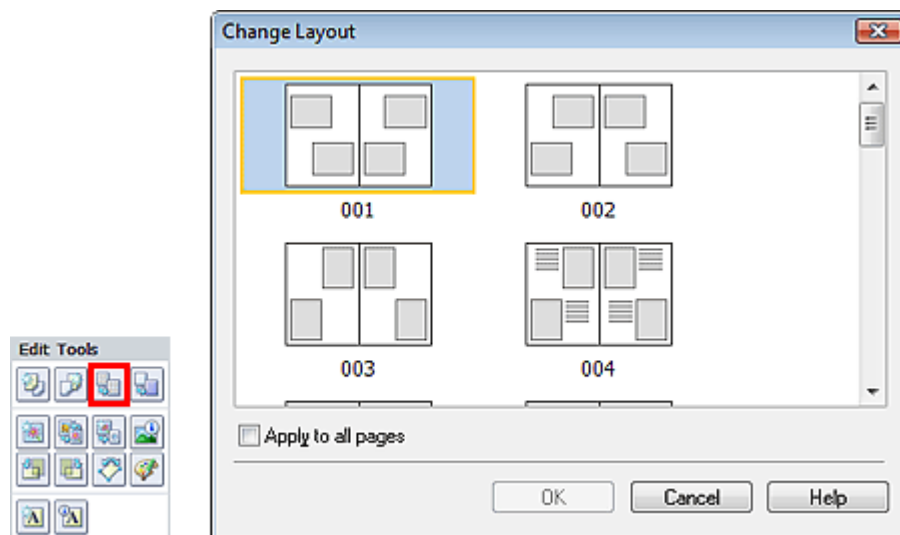 Change Layout
001
002
003
004
Apply to all pages
OK
Cancel
Help
Edit Tools
A
A